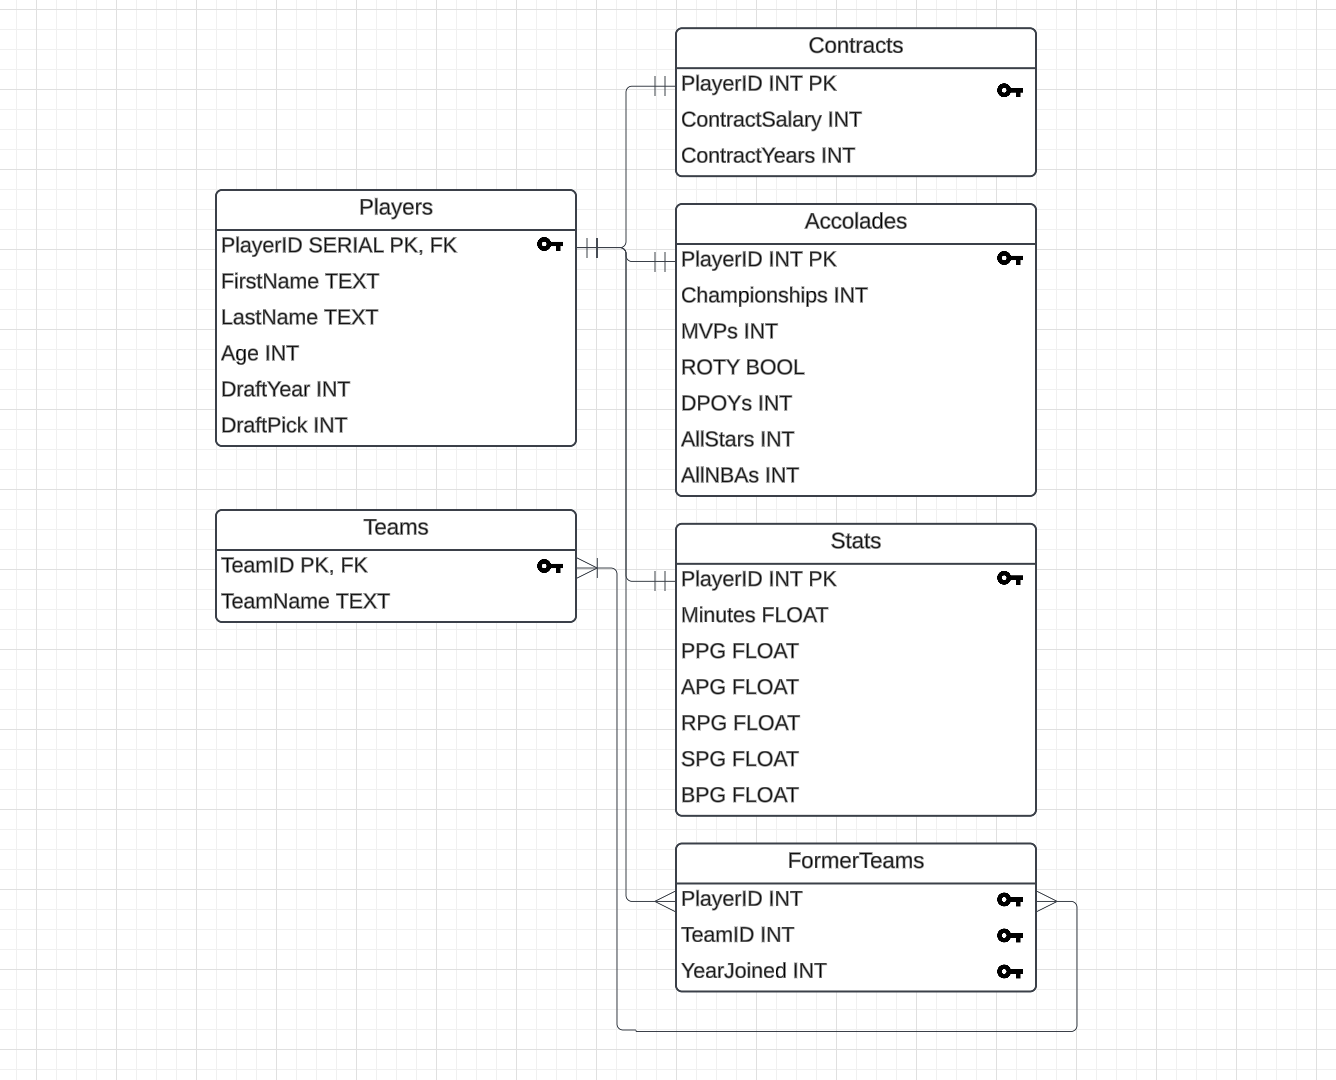 Contracts
PlayerID INT PK
ContractSalary INT
ContractYears INT
Players
PlayerID SERIAL PK, FK
FirstName TEXT
LastName TEXT
Age INT
DraftYear INT
DraftPick INT
Accolades
PlayerID INT PK
Championships INT
MVPs INT
ROTY BOOL
DPOYs INT
AllStars INT
AllNBAs INT
Teams
TeamID PK, FK
TeamName TEXT
Stats
PlayerID INT PK
Minutes FLOAT
PPG FLOAT
APG FLOAT
RPG FLOAT
SPG FLOAT
BPG FLOAT
FormerTeams
PlayerID INT
TeamID INT
YearJoined INT